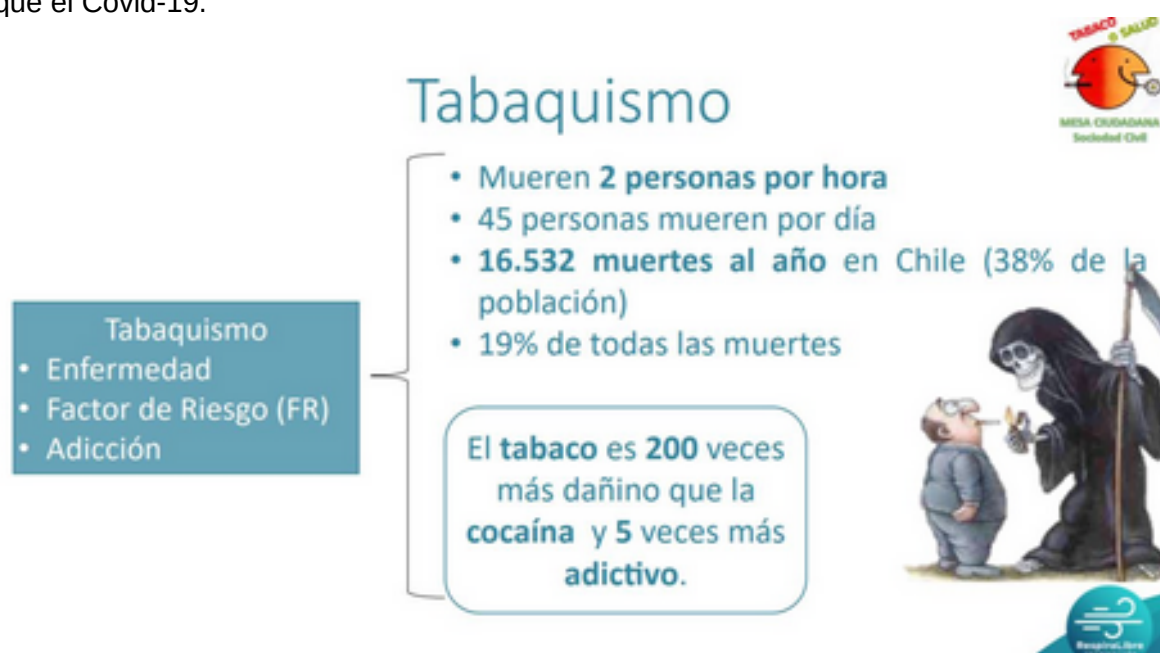 que el Covid-19.
TABACO o SALUD
MESA CIUDADANA
Sociedad Civil
Tabaquismo
• Mueren 2 personas por hora
• 45 personas mueren por día
• 16.532 muertes al año en Chile (38% de la
población)
• 19% de todas las muertes
Tabaquismo
• Enfermedad
• Factor de Riesgo (FR)
• Adicción
El tabaco es 200 veces
más dañino que la
cocaína y 5 veces más
adictivo.
RespiraLibre